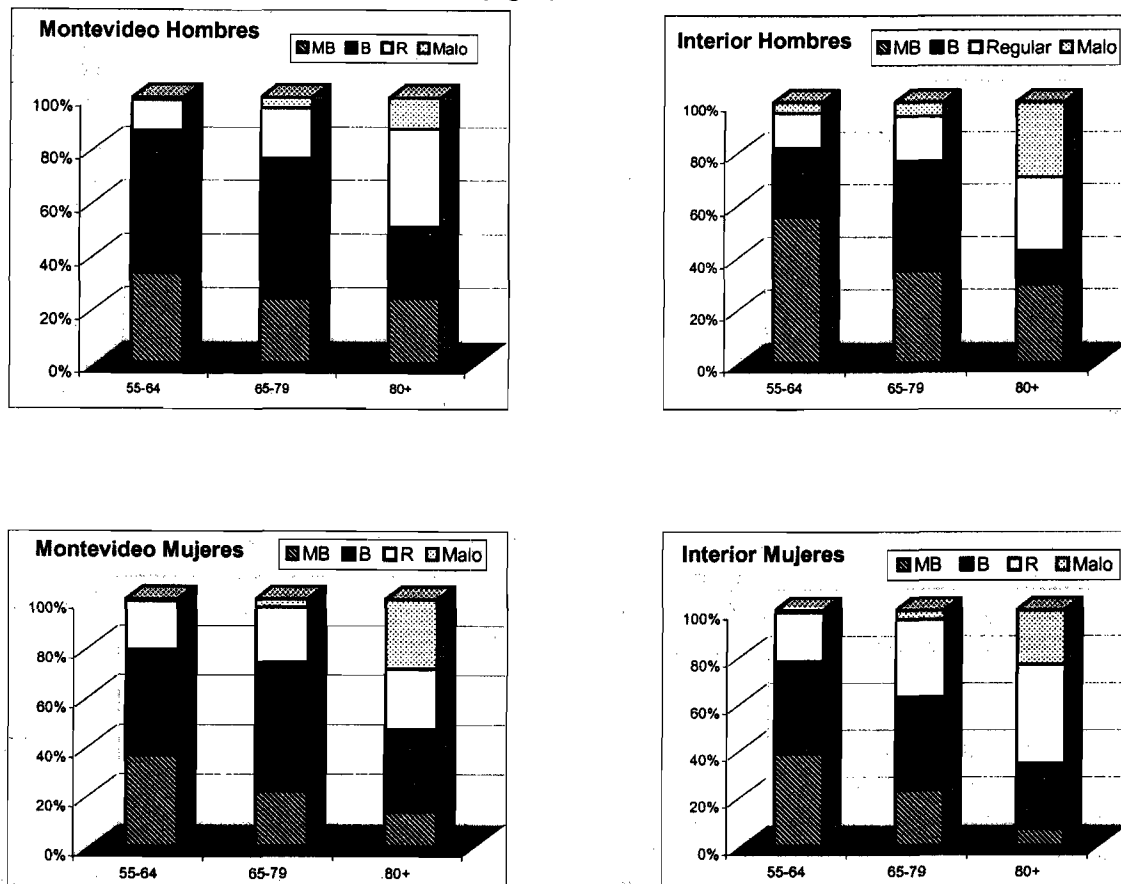 Montevideo Hombres
MB B R Malo
100%
80%
60%
40%
20%
0%
55-64 65-79 80+
Interior Hombres
MB B Regular Malo
100%
80%
60%
40%
20%
0%
55-64 65-79 80+
Montevideo Mujeres
MB B R Malo
100%
80%
60%
40%
20%
0%
55-64 65-79 80+
Interior Mujeres
MB B R Malo
100%
80%
60%
40%
20%
0%
55-64 65-79 80+